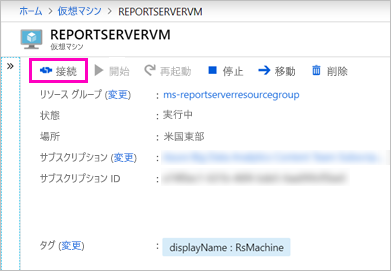 ホーム > 仮想マシン > REPORTSERVERVM
REPORTSERVERVM
仮想マシン
» 接続 開始 再起動 停止 移動 削除
リソース グループ (変更) : ms-reportserverresourcegroup
状態 : 実行中
場所 : 米国東部
サブスクリプション (変更) :
サブスクリプション ID :
タグ (変更) : displayName : RsMachine